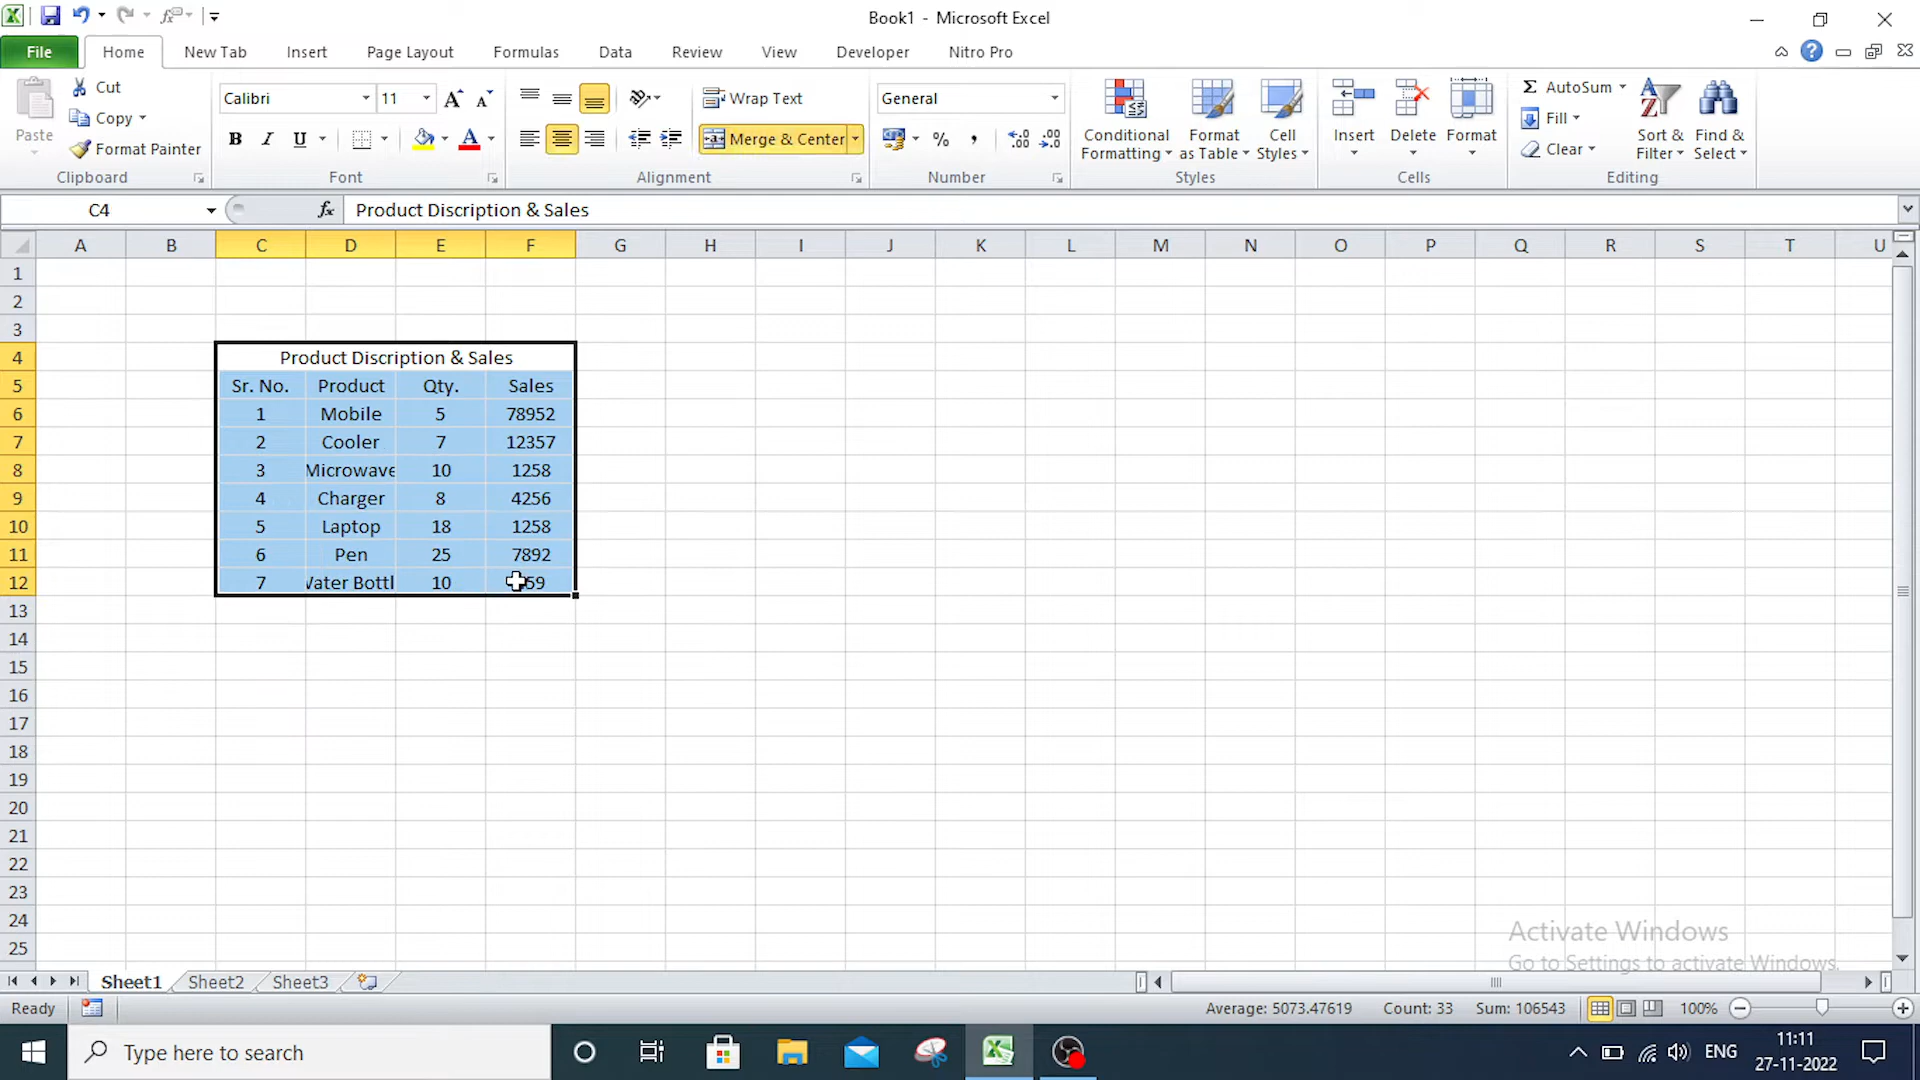 Book1 - Microsoft Excel
File Home New Tab Insert Page Layout Formulas Data Review View Developer Nitro Pro
Paste
Cut
Copy
Format Painter
Clipboard
Calibri 11
B I U A
Font
Wrap Text
Merge & Center
Alignment
General
%
Number
Conditional Formatting
Format as Table
Cell Styles
Styles
Insert Delete Format
Cells
AutoSum
Fill
Clear
Sort & Filter
Find & Select
Editing
C4 fx Product Discription & Sales
A B C D E F G H I J K L M N O P Q R S T U
1
2
3
4 Product Discription & Sales
5 Sr. No. Product Qty. Sales
6 1 Mobile 5 78952
7 2 Cooler 7 12357
8 3 Microwave 10 1258
9 4 Charger 8 4256
10 5 Laptop 18 1258
11 6 Pen 25 7892
12 7 Water Bottl 10 59
13
14
15
16
17
18
19
20
21
22
23
24
25
Activate Windows
Go to Settings to activate Windows.
Sheet1 Sheet2 Sheet3
Ready Average: 5073.47619 Count: 33 Sum: 106543 100%
Type here to search
ENG
11:11
27-11-2022